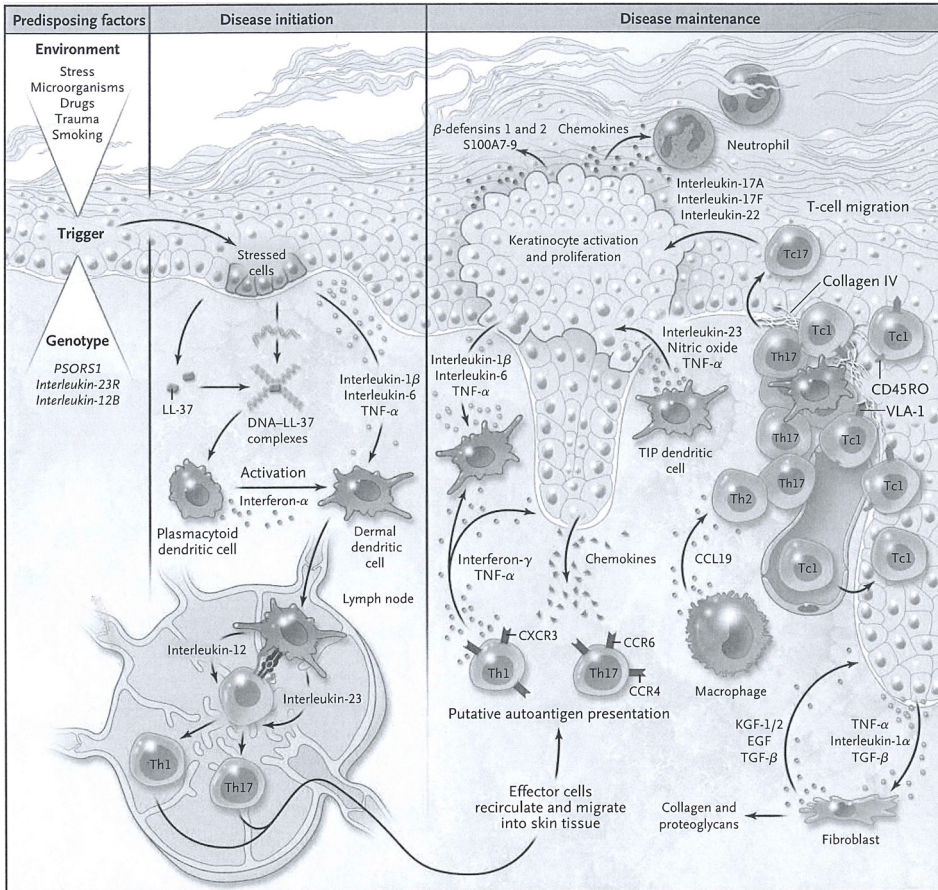 Predisposing factors
Disease initiation
Disease maintenance
Environment
Stress
Microorganisms
Drugs
Trauma
Smoking
Trigger
Genotype
PSORS1
Interleukin-23R
Interleukin-12B
Stressed
cells
LL-37
DNA–LL-37
complexes
Interleukin-1β
Interleukin-6
TNF-α
Activation
Interferon-α
Plasmacytoid
dendritic cell
Dermal
dendritic
cell
Lymph node
Interleukin-12
Interleukin-23
Th1
Th17
β-defensins 1 and 2
S100A7-9
Chemokines
Neutrophil
Interleukin-17A
Interleukin-17F
Interleukin-22
T-cell migration
Keratinocyte activation
and proliferation
Tc17
Collagen IV
Tc1
Tc1
Th17
CD45RO
VLA-1
Interleukin-1β
Interleukin-6
TNF-α
Interleukin-23
Nitric oxide
TNF-α
TIP dendritic
cell
Th17
Tc1
Th2
Th17
Tc1
Interferon-γ
TNF-α
Chemokines
CCL19
Tc1
Tc1
CXCR3
Th1
CCR6
Th17
CCR4
Macrophage
Putative autoantigen presentation
KGF-1/2
EGF
TGF-β
TNF-α
Interleukin-1α
TGF-β
Effector cells
recirculate and migrate
into skin tissue
Collagen and
proteoglycans
Fibroblast